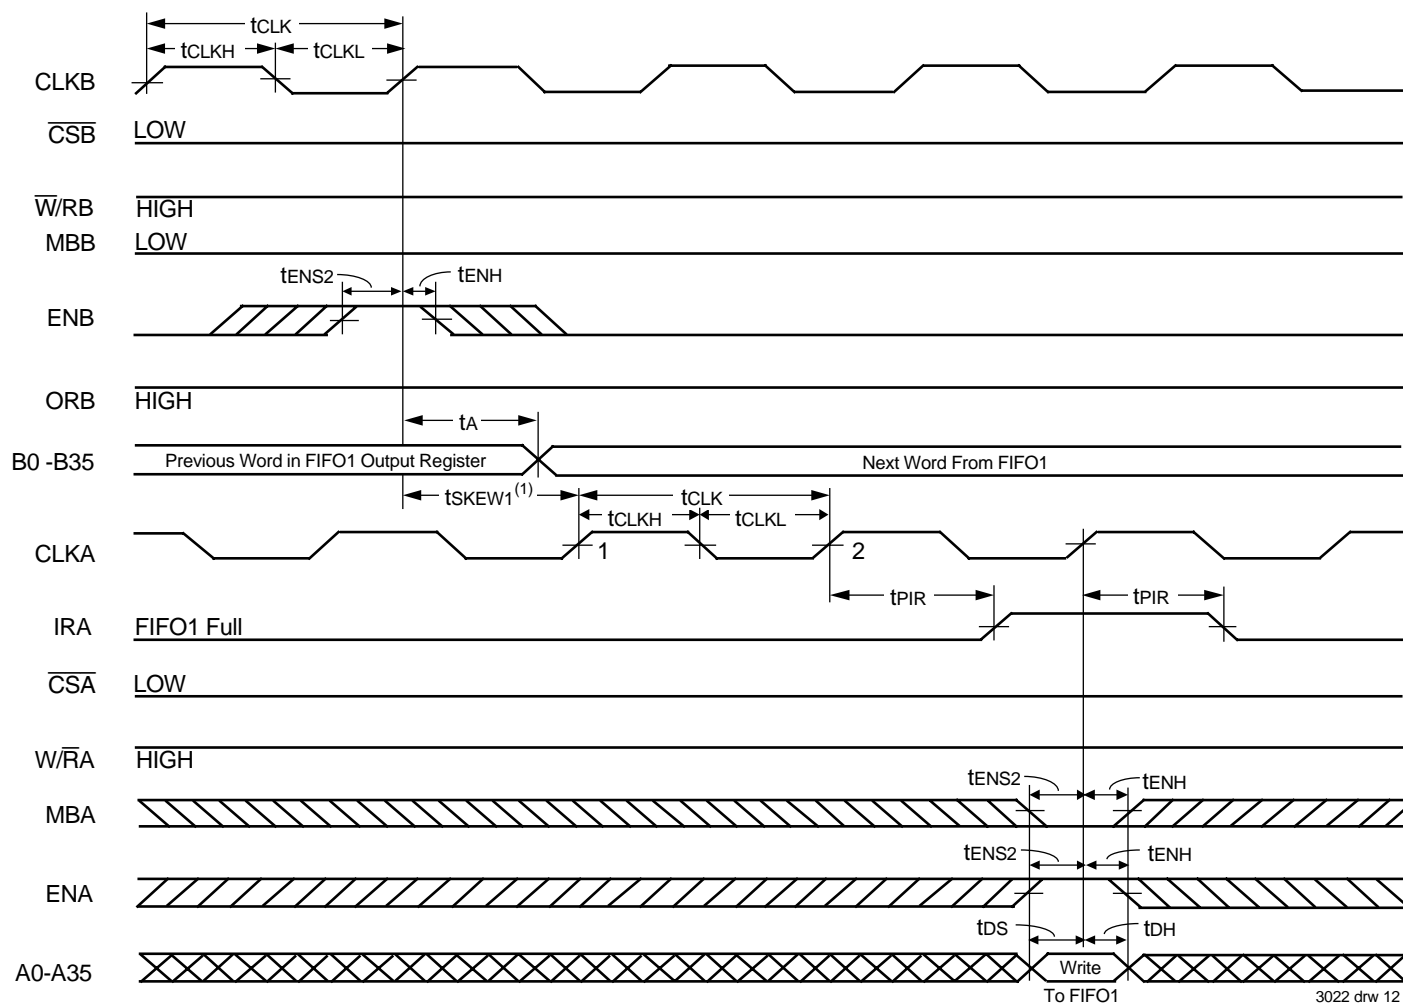 tCLK
tCLKH
tCLKL
CLKB
CSB
LOW
W/RB
HIGH
MBB
LOW
tENS2
tENH
ENB
ORB
HIGH
tA
B0 -B35
Previous Word in FIFO1 Output Register
Next Word From FIFO1
tSKEW1(1)
tCLK
tCLKH
tCLKL
CLKA
1
2
tPIR
tPIR
IRA
FIFO1 Full
CSA
LOW
W/RA
HIGH
tENS2
tENH
MBA
tENS2
tENH
ENA
tDS
tDH
A0-A35
Write
To FIFO1
3022 drw 12